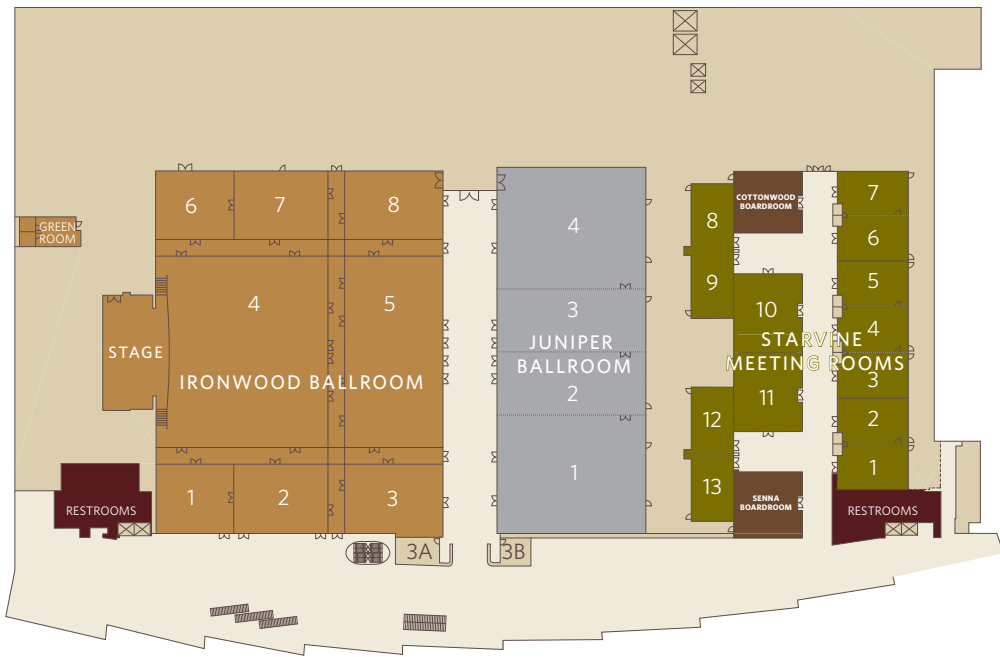 6
7
8
GREEN
ROOM
4
5
STAGE
IRONWOOD BALLROOM
1
2
3
RESTROOMS
3A
3B
4
3
JUNIPER
BALLROOM
2
1
8
9
COTTONWOOD
BOARDROOM
10
STARVINE
MEETING ROOMS
11
12
13
SENNA
BOARDROOM
7
6
5
4
3
2
1
RESTROOMS